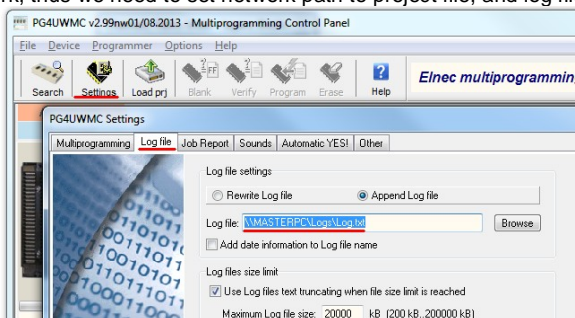 nt, thus we need to set network path to project file, and log fil
PG4UWMC v2.99nw01/08.2013 - Multiprogramming Control Panel
File Device Programmer Options Help
Search Settings Load prj Blank Verify Program Erase Help
Elnec multiprogrammin
PG4UWMC Settings
Multiprogramming Log file Job Report Sounds Automatic YES! Other
Log file settings
Rewrite Log file Append Log file
Log file: \\MASTERPC\Logs\Log.txt Browse
Add date information to Log file name
Log files size limit
Use Log files text truncating when file size limit is reached
Maximum Log file size: 20000 kB (200 kB..200000 kB)